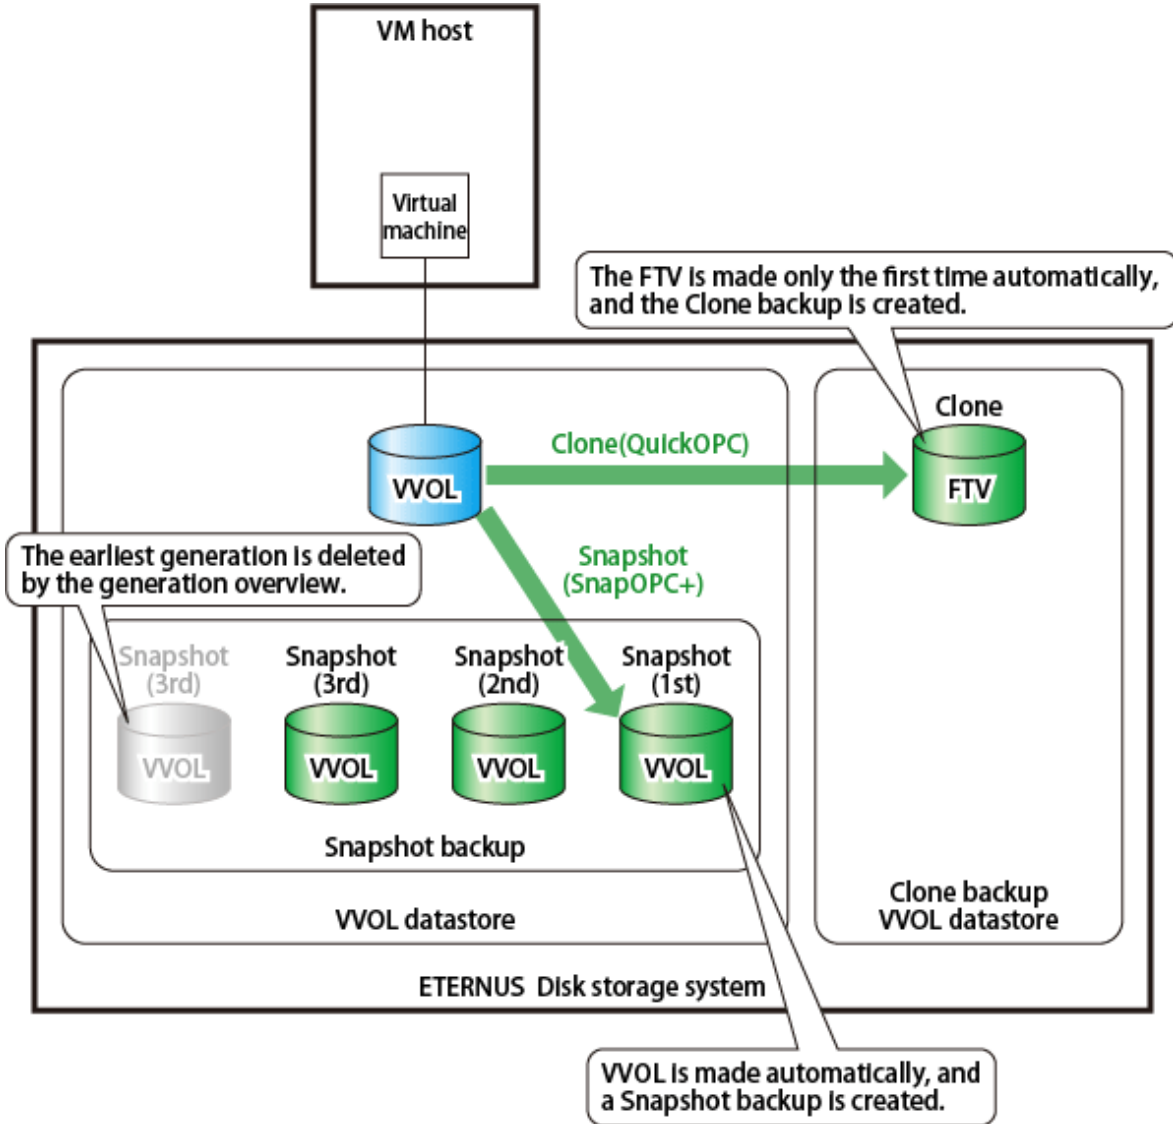 VM host
Virtual
machine
The FTV is made only the first time automatically,
and the Clone backup is created.
Clone
Clone(QuickOPC)
VVOL
FTV
The earliest generation is deleted
by the generation overview.
Snapshot
(SnapOPC+)
Snapshot
(3rd)
Snapshot
(3rd)
Snapshot
(2nd)
Snapshot
(1st)
VVOL
VVOL
VVOL
VVOL
Snapshot backup
Clone backup
VVOL datastore
VVOL datastore
ETERNUS Disk storage system
VVOL is made automatically, and
a Snapshot backup is created.